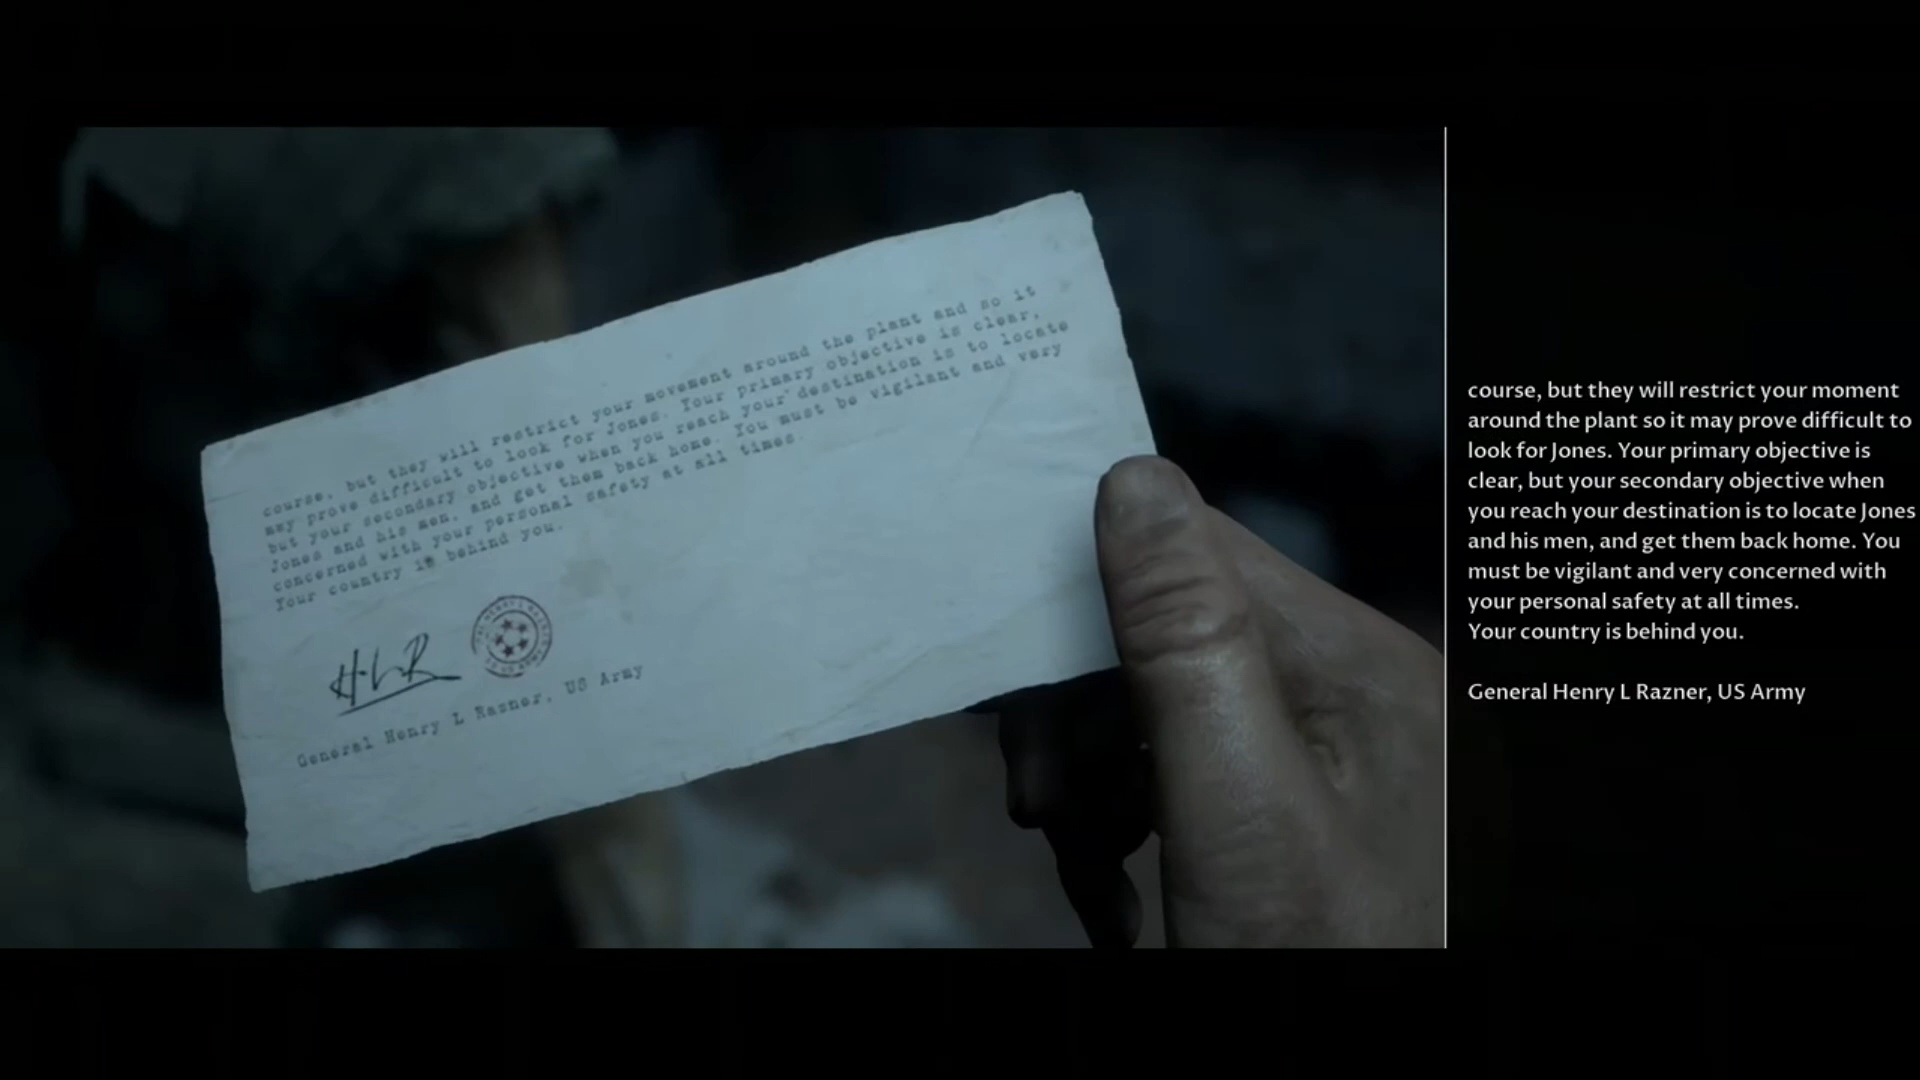 course, but they will restrict your movement around the plant and so it
may prove difficult to look for Jones. Your primary objective is clear,
but your secondary objective when you reach your destination is to locate
Jones and his men, and get them back home. You must be vigilant and very
concerned with your personal safety at all times.
Your country is behind you.
HLR
General Henry L Razner, US Army
course, but they will restrict your moment
around the plant so it may prove difficult to
look for Jones. Your primary objective is
clear, but your secondary objective when
you reach your destination is to locate Jones
and his men, and get them back home. You
must be vigilant and very concerned with
your personal safety at all times.
Your country is behind you.
General Henry L Razner, US Army